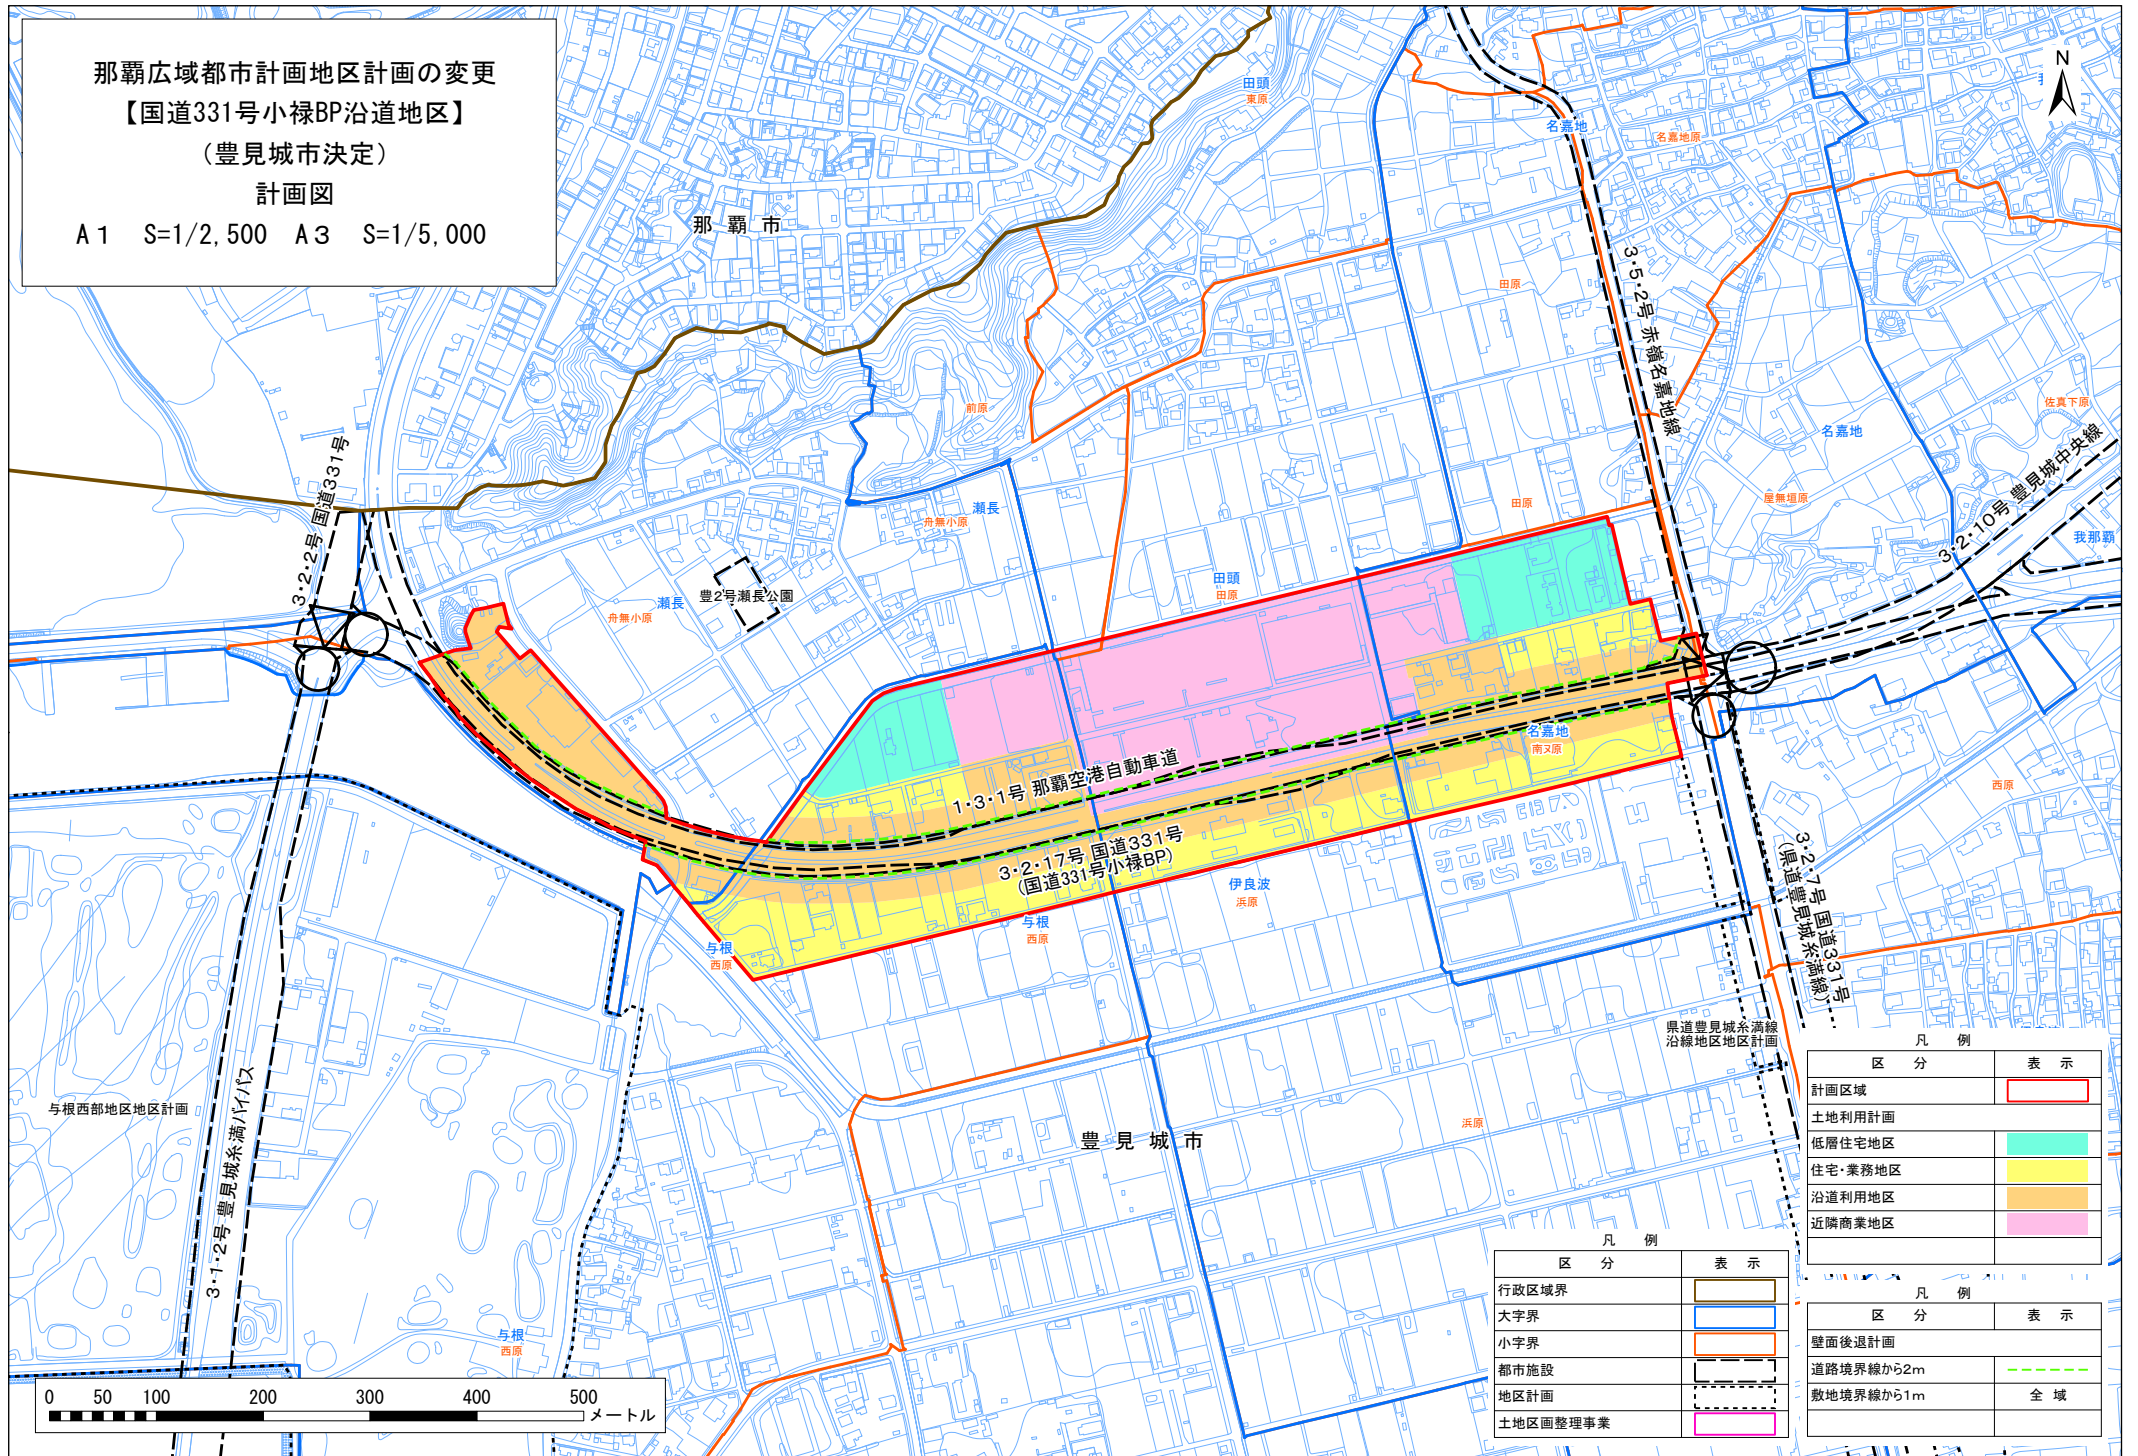 那覇広域都市計画地区計画の変更
【国道331号小禄BP沿道地区】
（豊見城市決定）
計画図
A1 S=1/2,500 A3 S=1/5,000
N
田頭
東原
名嘉地
名嘉地原
那覇市
田原
3・5・2号 赤嶺名嘉地線
前原
佐真下原
名嘉地
3・2・2号 国道331号
3・2・10号 豊見城中央線
屋無垣原
瀬長
舟無小原
田原
我那覇
田頭
田原
豊2号瀬長公園
瀬長
舟無小原
名嘉地
南ヌ原
1・3・1号 那覇空港自動車道
3・2・17号 国道331号
（国道331号小禄BP）
西原
伊良波
浜原
与根
西原
与根
西原
3・2・7号 国道331号
（県道豊見城糸満線）
県道豊見城糸満線
沿線地区地区計画
与根西部地区地区計画
3・1・2号 豊見城糸満バイパス
豊見城市
浜原
与根
西原
0 50 100 200 300 400 500
メートル
凡例
区分 表示
計画区域
土地利用計画
低層住宅地区
住宅・業務地区
沿道利用地区
近隣商業地区
凡例
区分 表示
行政区域界
大字界
小字界
都市施設
地区計画
土地区画整理事業
凡例
区分 表示
壁面後退計画
道路境界線から2m
敷地境界線から1m 全域